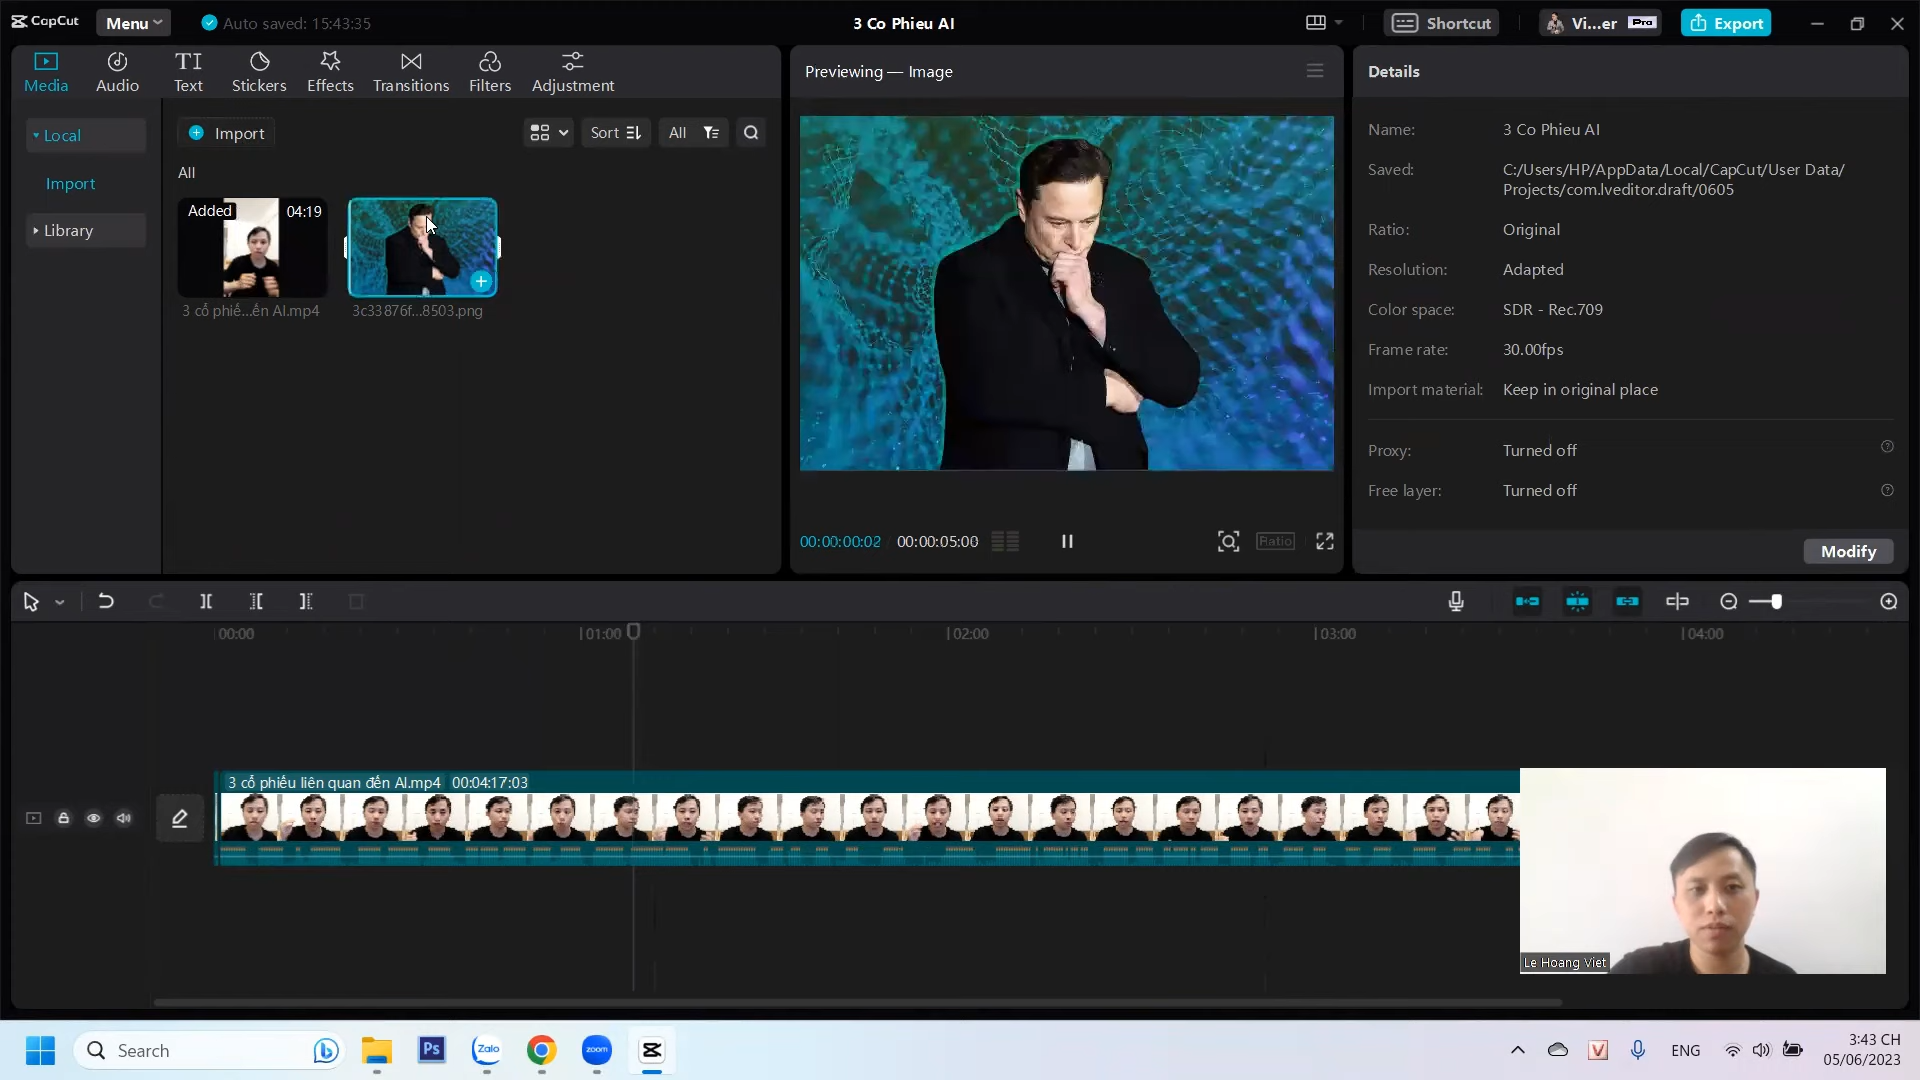 CapCut
Menu
Auto saved: 15:43:35
3 Co Phieu AI
Shortcut
Vi...er
Pro
Export
Media
Audio
TI
Text
Stickers
Effects
Transitions
Filters
Adjustment
Local
Import
Library
Import
Sort
All
All
Added
04:19
3 cổ phiế...ến AI.mp4
3c33876f...8503.png
Previewing — Image
00:00:00:02
00:00:05:00
Ratio
Details
Name:
3 Co Phieu AI
Saved:
C:/Users/HP/AppData/Local/CapCut/User Data/
Projects/com.lveditor.draft/0605
Ratio:
Original
Resolution:
Adapted
Color space:
SDR - Rec.709
Frame rate:
30.00fps
Import material:
Keep in original place
Proxy:
Turned off
Free layer:
Turned off
Modify
00:00
01:00
02:00
03:00
04:00
3 cổ phiếu liên quan đến AI.mp4 00:04:17:03
Le Hoang Viet
Search
Ps
Zalo
zoom
V
ENG
3:43 CH
05/06/2023